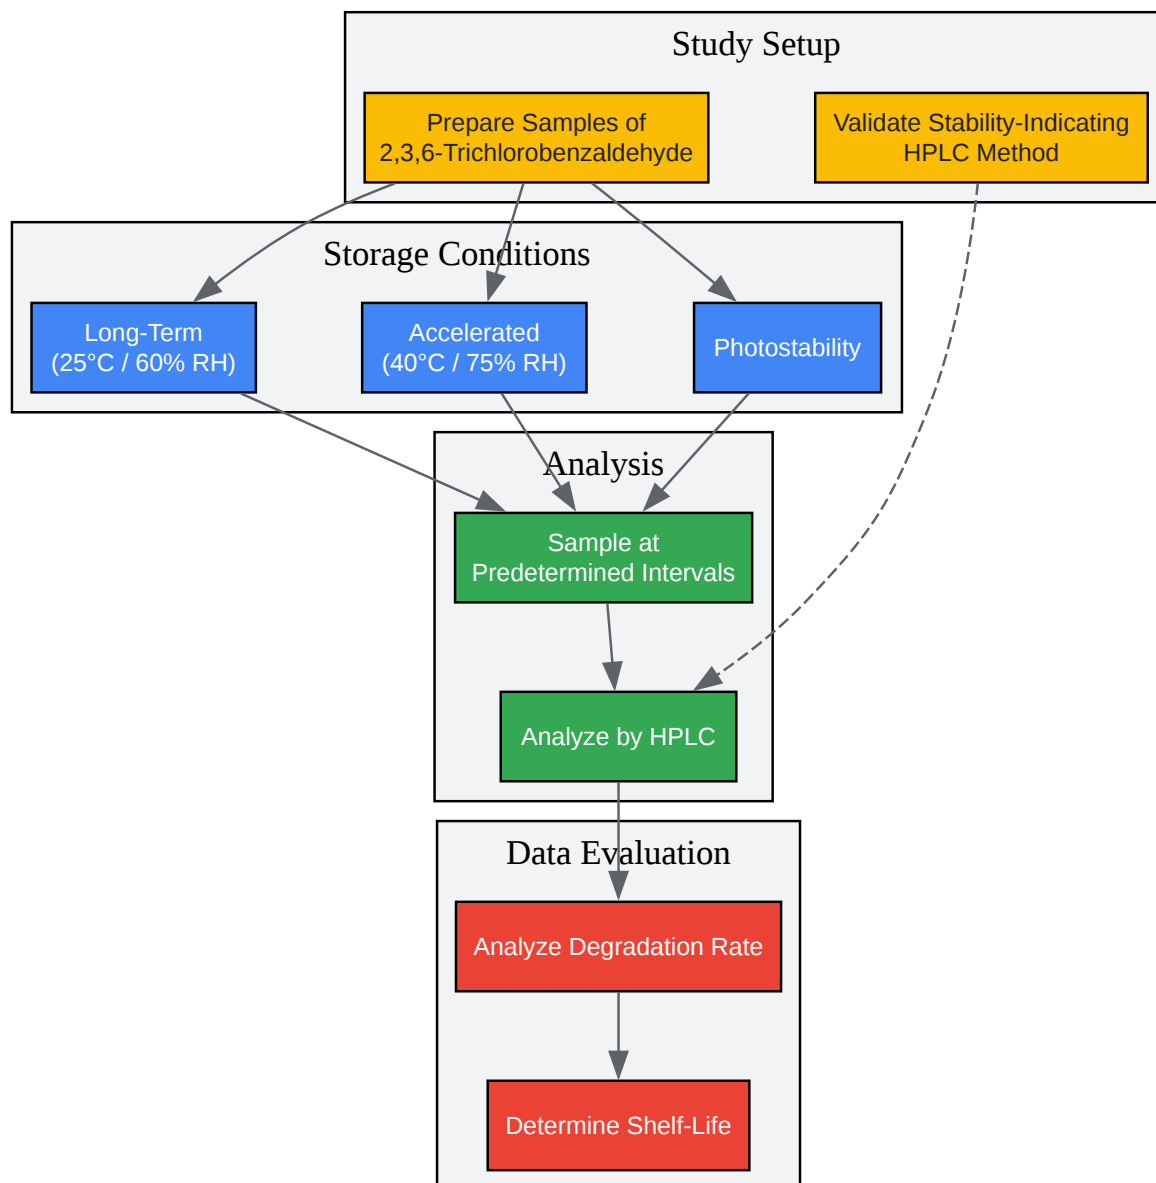 Study Setup
Prepare Samples of
2,3,6-Trichlorobenzaldehyde
Validate Stability-Indicating
HPLC Method
Storage Conditions
Long-Term
(25°C / 60% RH)
Accelerated
(40°C / 75% RH)
Photostability
Analysis
Sample at
Predetermined Intervals
Analyze by HPLC
Data Evaluation
Analyze Degradation Rate
Determine Shelf-Life